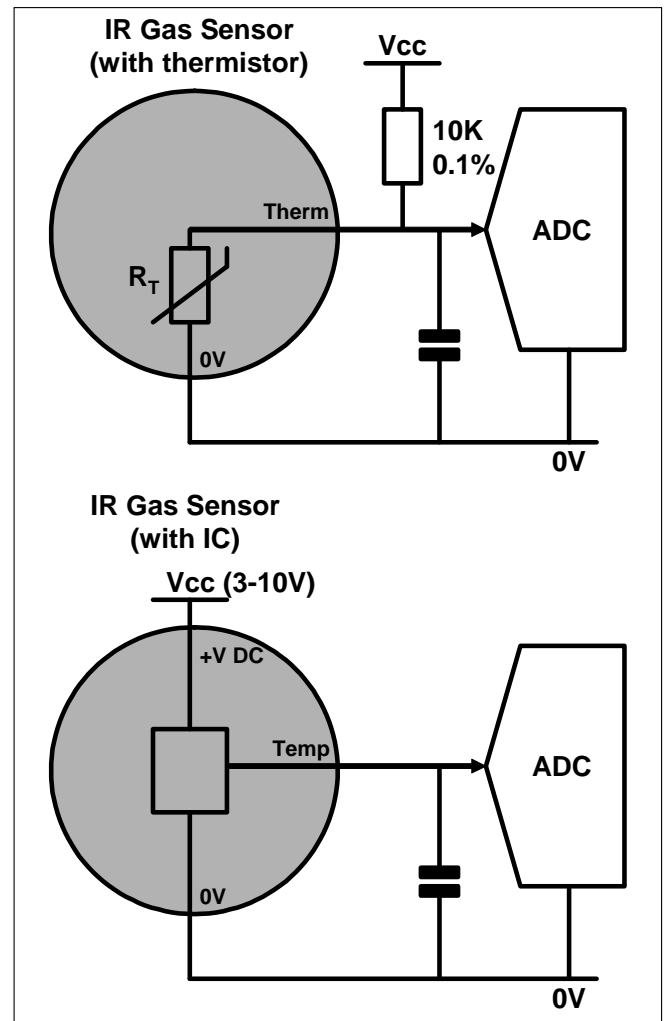 IR Gas Sensor
(with thermistor)
Vcc
10K
0.1%
Therm
ADC
RT
0V
0V
IR Gas Sensor
(with IC)
Vcc (3-10V)
+V DC
Temp
ADC
0V
0V